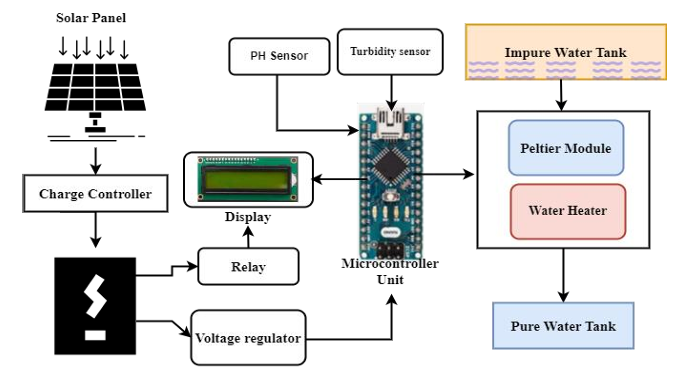 Solar Panel
PH Sensor
Turbidity sensor
Impure Water Tank
Peltier Module
Charge Controller
Water Heater
Display
Relay
Microcontroller
Unit
Voltage regulator
Pure Water Tank